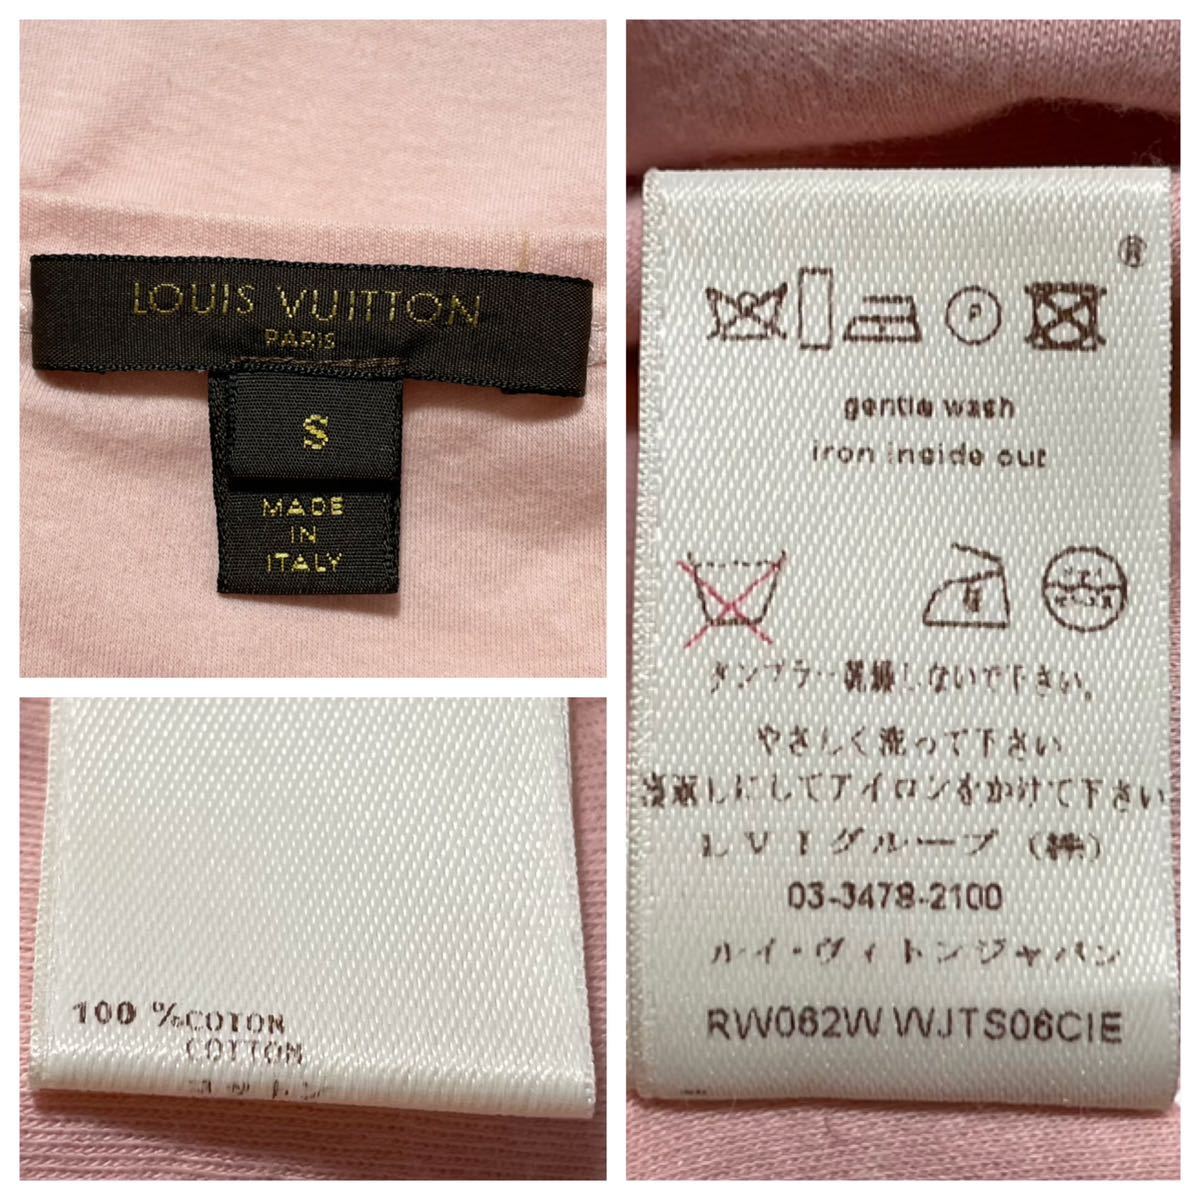 LOUIS VUITTON
PARIS
S
MADE
IN
ITALY
100 % COTON
COTTON
®
P
gentle wash
iron inside out
タンブラー乾燥しないで下さい。
やさしく洗って下さい
裏返しにしてアイロンをかけて下さい
LVJグループ（株）
03-3478-2100
ルイ・ヴィトンジャパン
RW062W WJTS06CIE